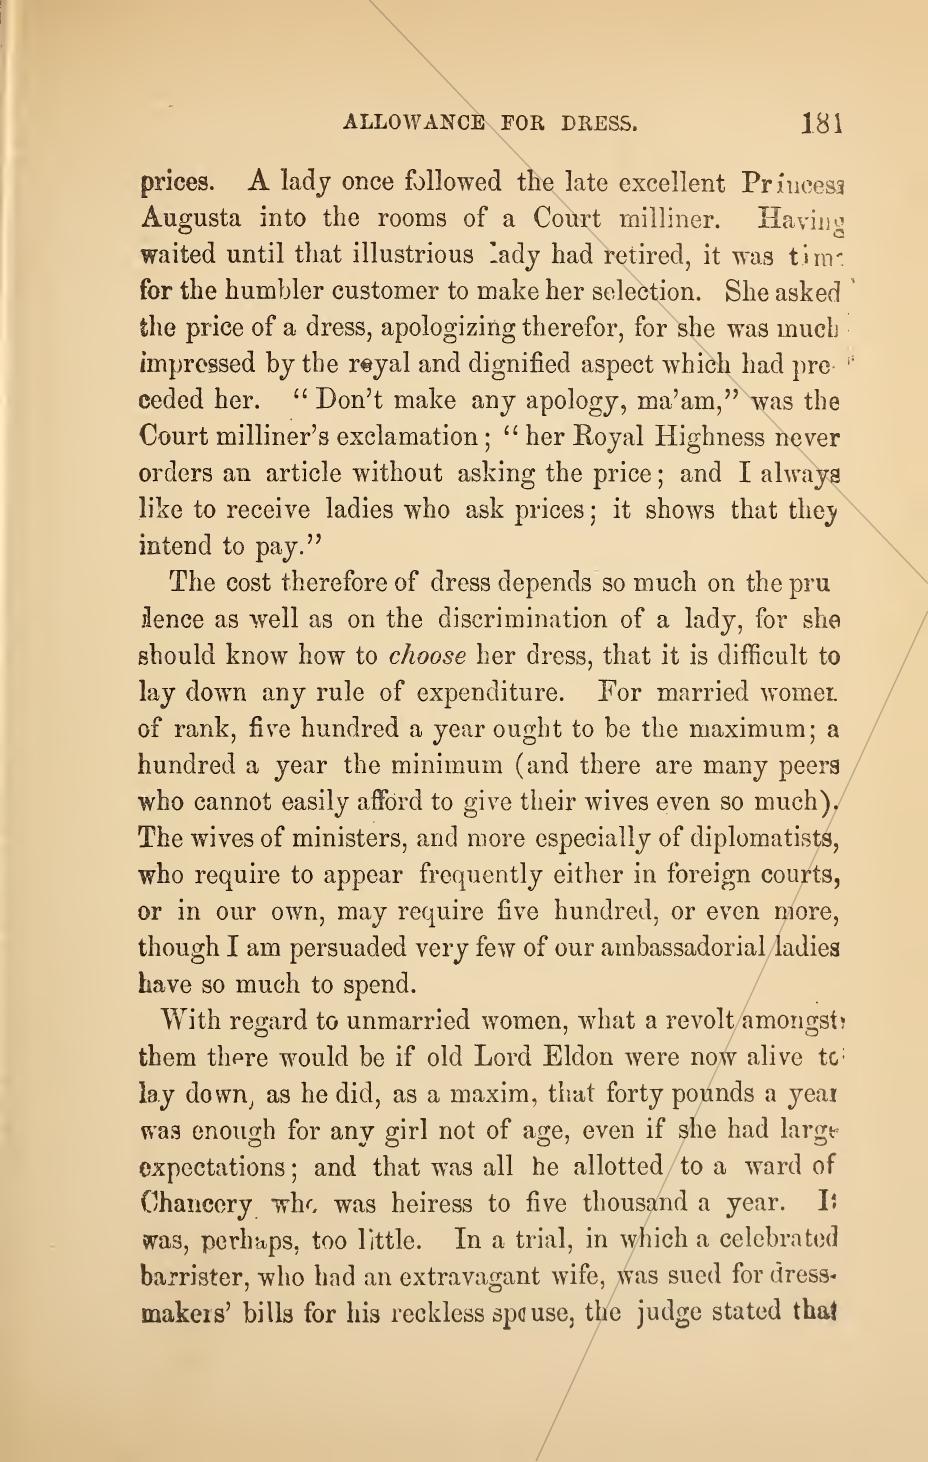 ALLOWANCE FOR DRESS. 181
prices. A lady once followed the late excellent Princess
Augusta into the rooms of a Court milliner. Having
waited until that illustrious lady had retired, it was time
for the humbler customer to make her selection. She asked
the price of a dress, apologizing therefor, for she was much
impressed by the royal and dignified aspect which had pre-
ceded her. “Don’t make any apology, ma’am,” was the
Court milliner’s exclamation; “her Royal Highness never
orders an article without asking the price; and I always
like to receive ladies who ask prices; it shows that they
intend to pay.”
The cost therefore of dress depends so much on the pru
dence as well as on the discrimination of a lady, for she
should know how to choose her dress, that it is difficult to
lay down any rule of expenditure. For married women
of rank, five hundred a year ought to be the maximum; a
hundred a year the minimum (and there are many peers
who cannot easily afford to give their wives even so much).
The wives of ministers, and more especially of diplomatists,
who require to appear frequently either in foreign courts,
or in our own, may require five hundred, or even more,
though I am persuaded very few of our ambassadorial ladies
have so much to spend.
With regard to unmarried women, what a revolt amongst
them there would be if old Lord Eldon were now alive to
lay down, as he did, as a maxim, that forty pounds a year
was enough for any girl not of age, even if she had large
expectations; and that was all he allotted to a ward of
Chancery who was heiress to five thousand a year. It
was, perhaps, too little. In a trial, in which a celebrated
barrister, who had an extravagant wife, was sued for dress-
makers’ bills for his reckless spouse, the judge stated that